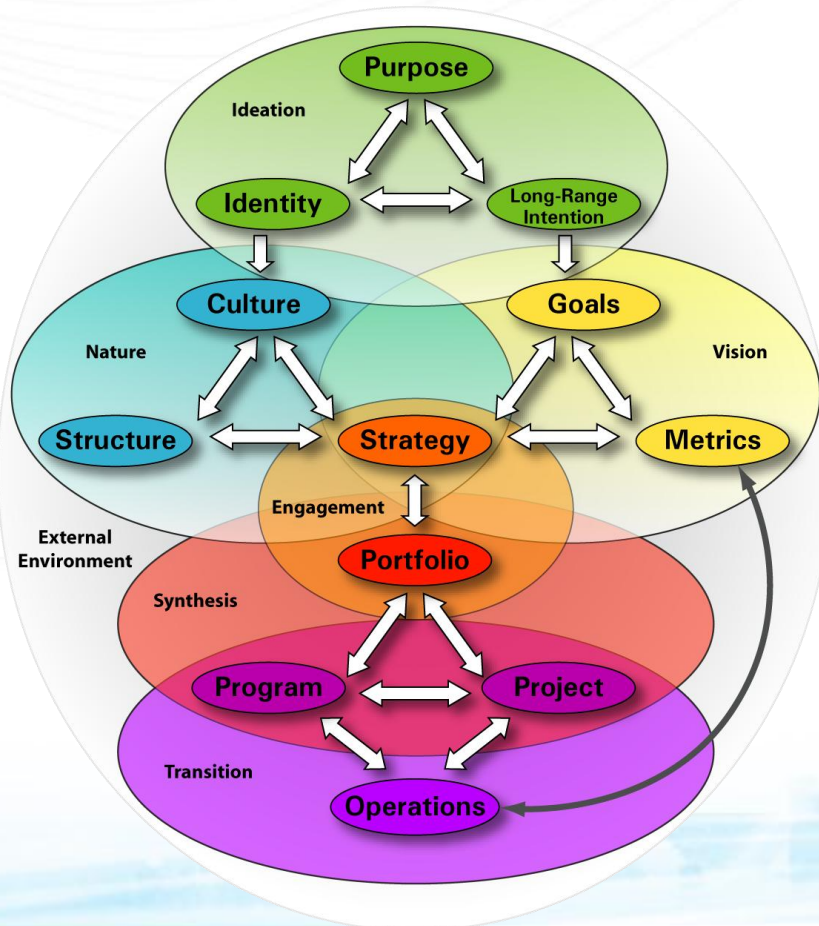 Purpose
Ideation
Identity
Long-Range
Intention
Culture
Goals
Nature
Vision
Structure
Strategy
Metrics
Engagement
External
Environment
Portfolio
Synthesis
Program
Project
Transition
Operations